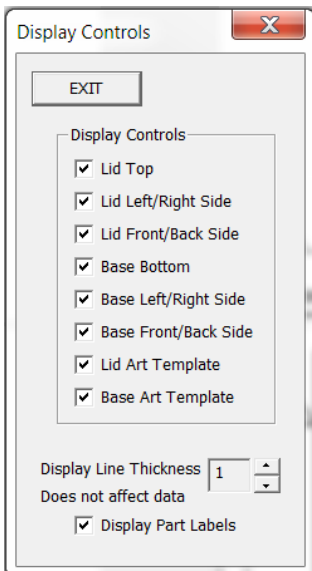 Display Controls
X
EXIT
Display Controls
Lid Top
Lid Left/Right Side
Lid Front/Back Side
Base Bottom
Base Left/Right Side
Base Front/Back Side
Lid Art Template
Base Art Template
Display Line Thickness 1
Does not affect data
Display Part Labels